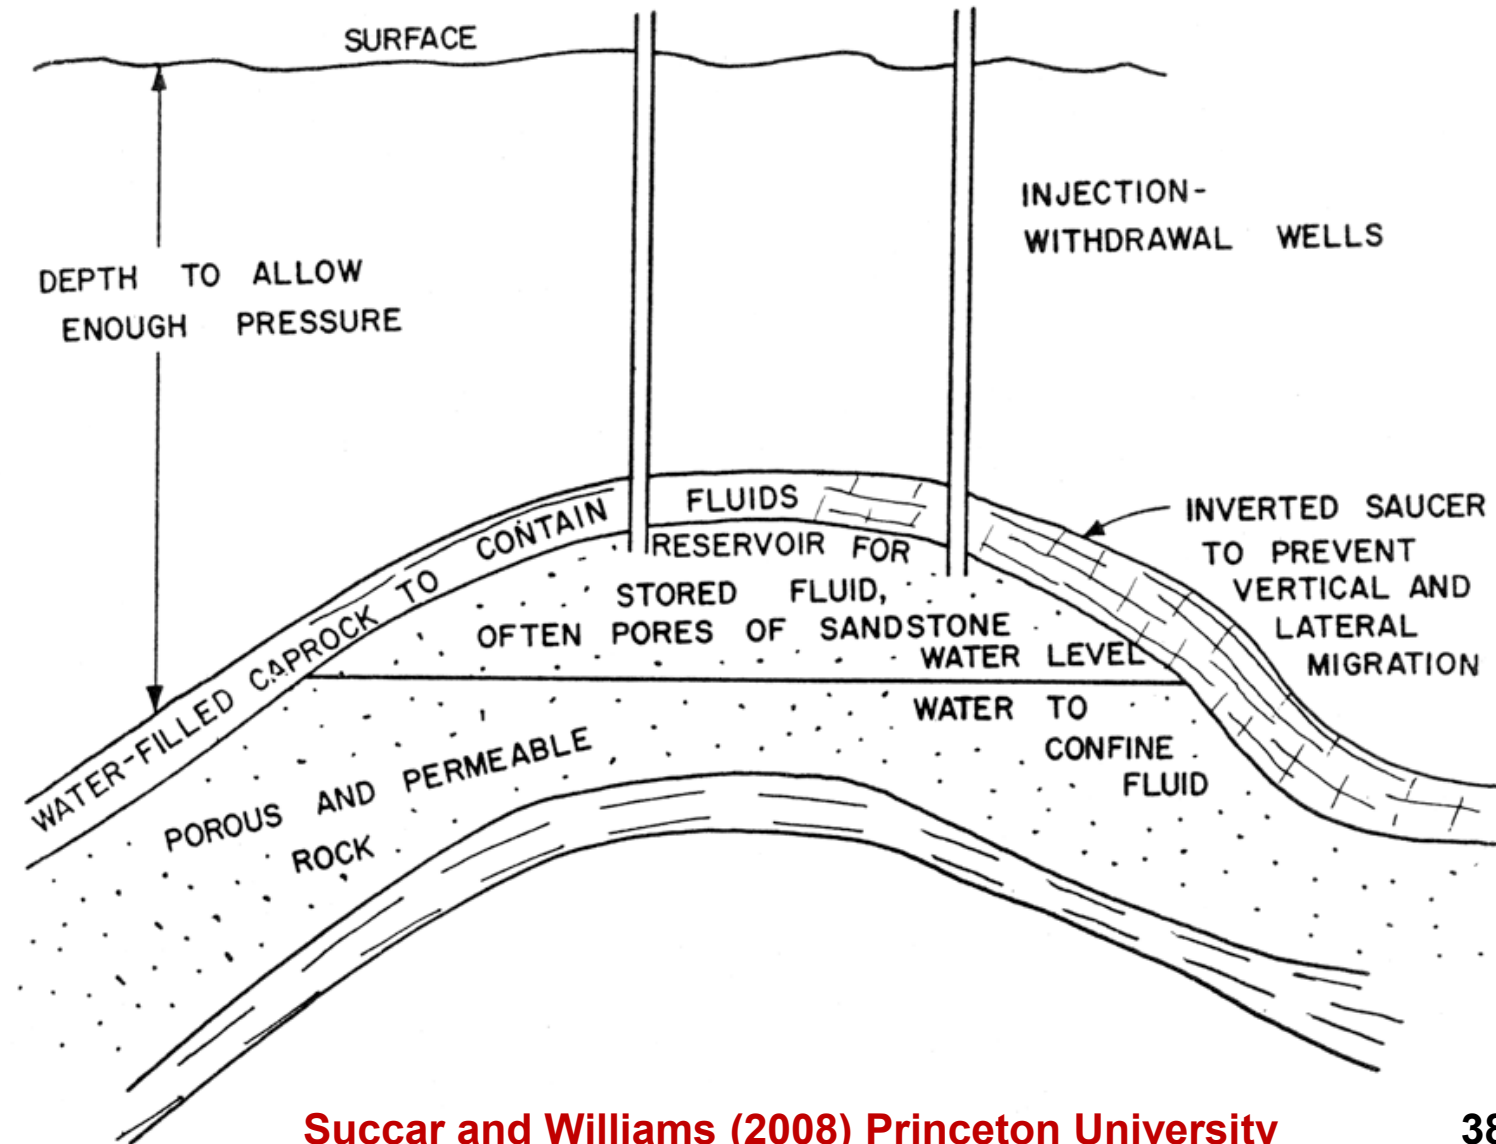 SURFACE
INJECTION-
WITHDRAWAL WELLS
DEPTH TO ALLOW
ENOUGH PRESSURE
WATER-FILLED CAPROCK TO CONTAIN FLUIDS
INVERTED SAUCER
TO PREVENT
VERTICAL AND
LATERAL
MIGRATION
RESERVOIR FOR
STORED FLUID,
OFTEN PORES OF SANDSTONE
WATER LEVEL
WATER TO
CONFINE
FLUID
POROUS AND PERMEABLE
ROCK
Succar and Williams (2008) Princeton University
38